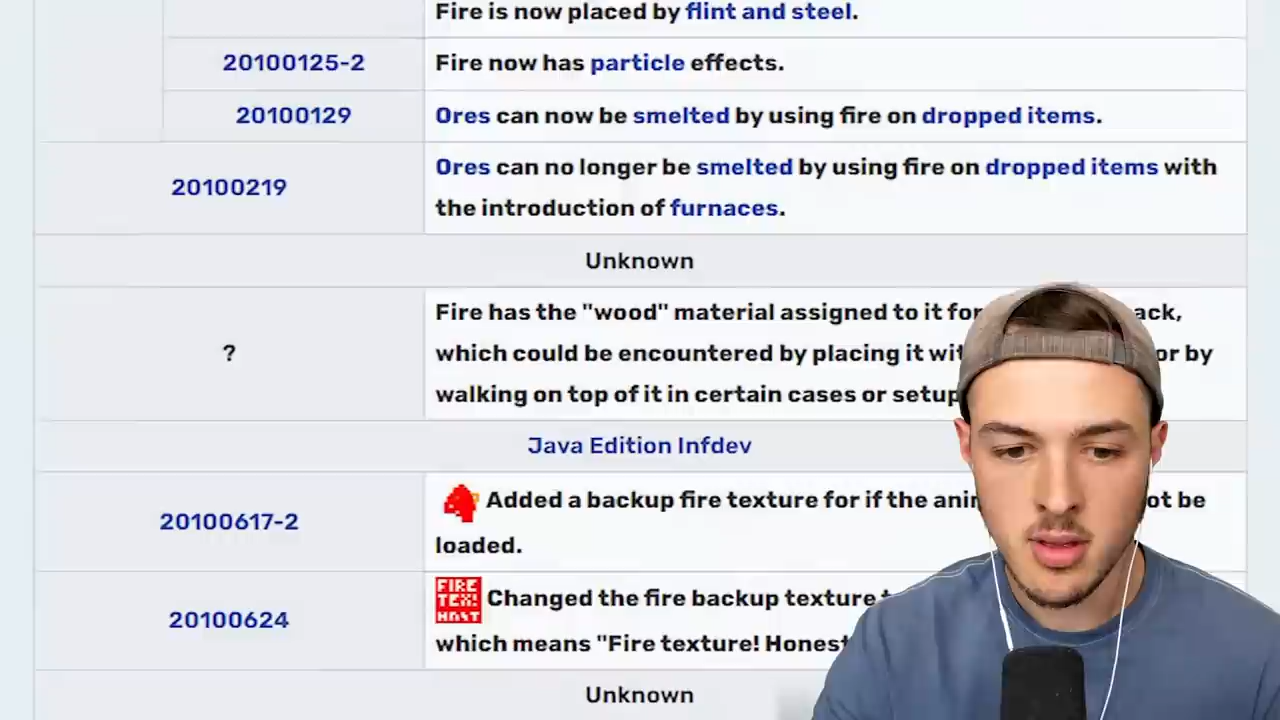 Fire is now placed by flint and steel.
20100125-2
Fire now has particle effects.
20100129
Ores can now be smelted by using fire on dropped items.
20100219
Ores can no longer be smelted by using fire on dropped items with
the introduction of furnaces.
Unknown
?
Fire has the "wood" material assigned to it for ack,
which could be encountered by placing it wit or by
walking on top of it in certain cases or setup
Java Edition Infdev
20100617-2
Added a backup fire texture for if the anim ot be
loaded.
20100624
FIRE
TEX!
HNST
Changed the fire backup texture t
which means "Fire texture! Honest
Unknown